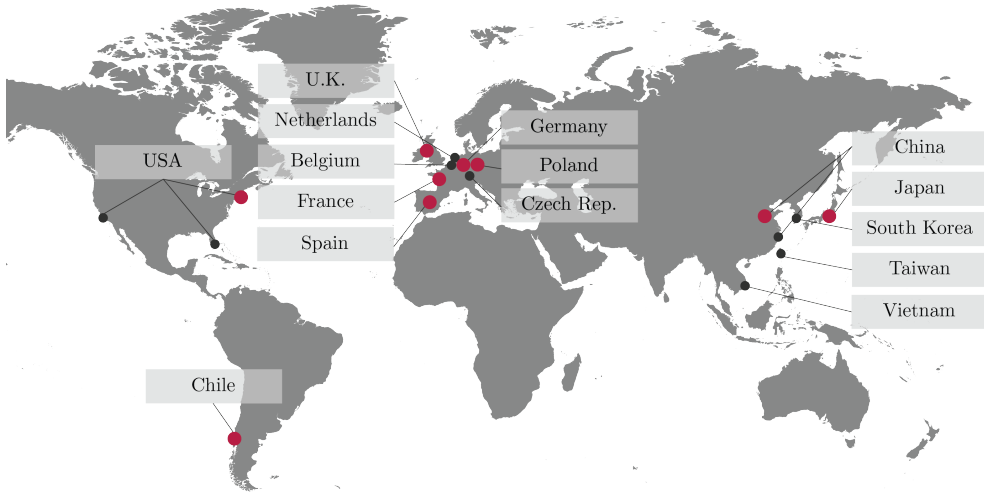 U.K.
Netherlands
Germany
China
USA
Belgium
Poland
Japan
France
Czech Rep.
South Korea
Spain
Taiwan
Vietnam
Chile